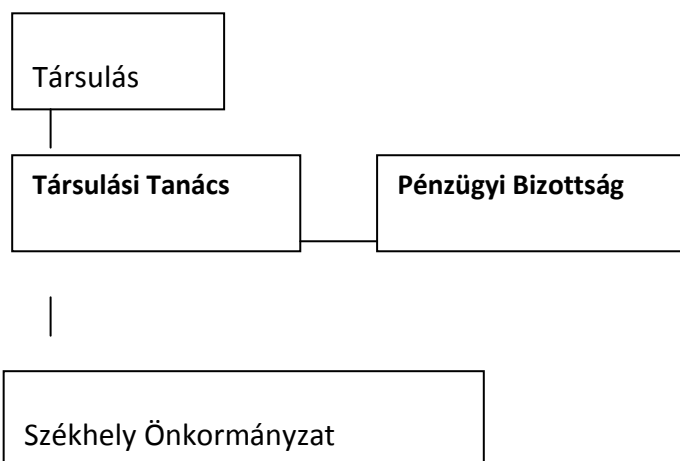 Társulás
Társulási Tanács
Pénzügyi Bizottság
Székhely Önkormányzat